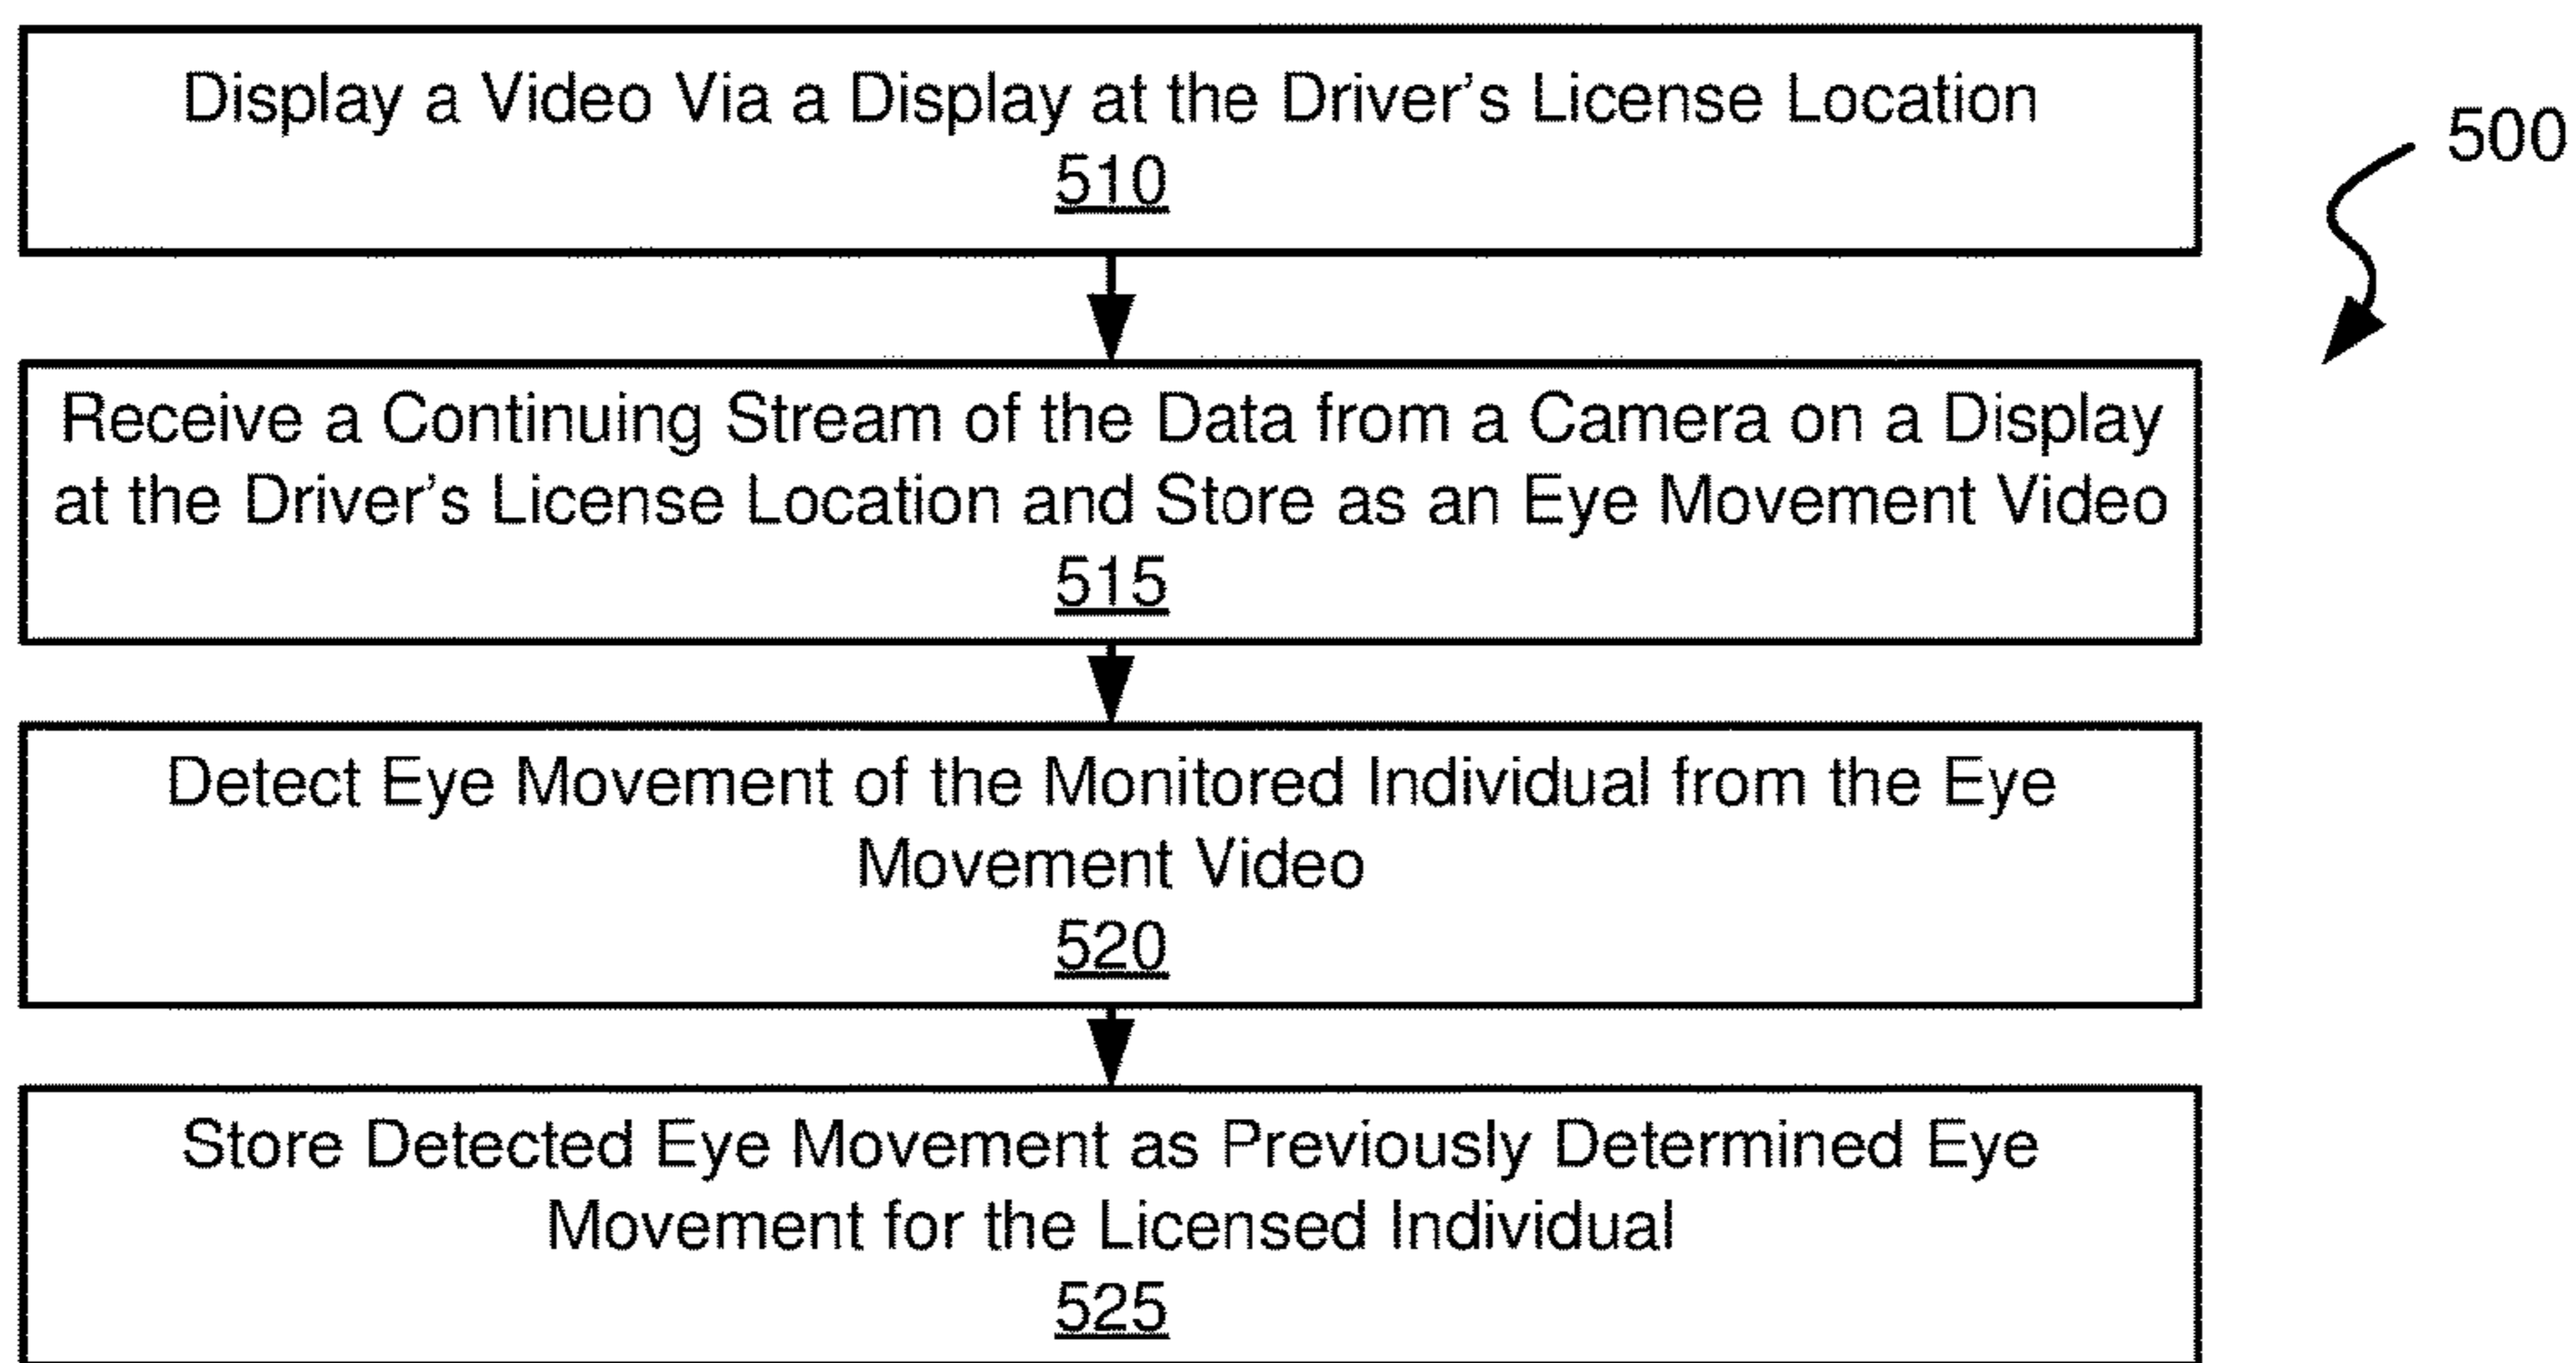 Display a Video Via a Display at the Driver's License Location
510
500
Receive a Continuing Stream of the Data from a Camera on a Display
at the Driver's License Location and Store as an Eye Movement Video
515
Detect Eye Movement of the Monitored Individual from the Eye
Movement Video
520
Store Detected Eye Movement as Previously Determined Eye
Movement for the Licensed Individual
525